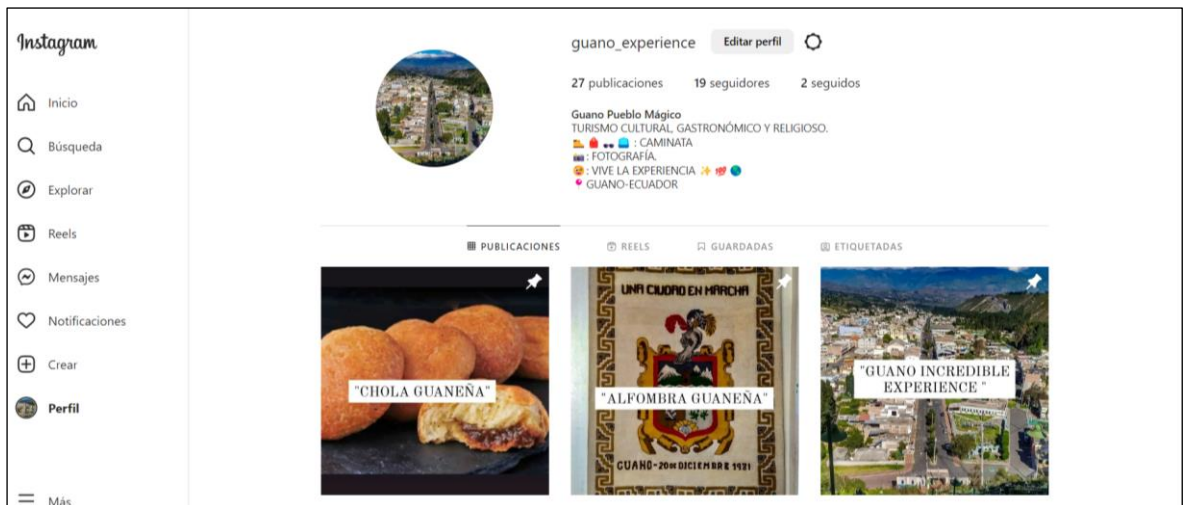 Instagram
Inicio
Búsqueda
Explorar
Reels
Mensajes
Notificaciones
Crear
Perfil
Más
guano_experience Editar perfil
27 publicaciones 19 seguidores 2 seguidos
Guano Pueblo Mágico
TURISMO CULTURAL, GASTRONÓMICO Y RELIGIOSO.
: CAMINATA
: FOTOGRAFÍA.
: VIVE LA EXPERIENCIA
GUANO-ECUADOR
PUBLICACIONES REELS GUARDADAS ETIQUETADAS
"CHOLA GUANEÑA"
UNA CIUDAD EN MARCHA
"ALFOMBRA GUANEÑA"
GUANO-20 DE DICIEMBRE 1921
"GUANO INCREDIBLE
EXPERIENCE "